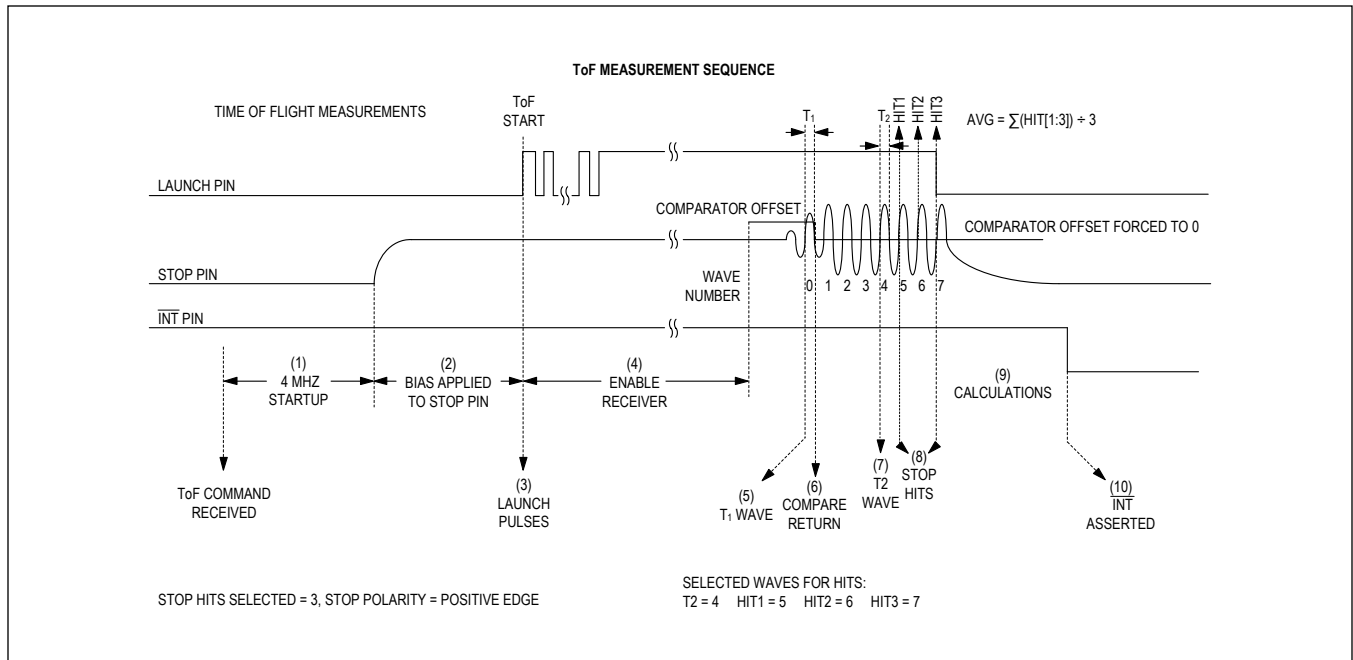 ToF MEASUREMENT SEQUENCE
TIME OF FLIGHT MEASUREMENTS
ToF
START
T1
T2
HIT1
HIT2
HIT3
AVG = ∑(HIT[1:3]) ÷ 3
LAUNCH PIN
COMPARATOR OFFSET
COMPARATOR OFFSET FORCED TO 0
STOP PIN
WAVE
NUMBER
0 1 2 3 4 5 6 7
INT PIN
(1)
4 MHZ
STARTUP
(2)
BIAS APPLIED
TO STOP PIN
(4)
ENABLE
RECEIVER
(9)
CALCULATIONS
ToF COMMAND
RECEIVED
(3)
LAUNCH
PULSES
(5)
T1 WAVE
(6)
COMPARE
RETURN
(7)
T2
WAVE
(8)
STOP
HITS
(10)
INT
ASSERTED
STOP HITS SELECTED = 3, STOP POLARITY = POSITIVE EDGE
SELECTED WAVES FOR HITS:
T2 = 4 HIT1 = 5 HIT2 = 6 HIT3 = 7